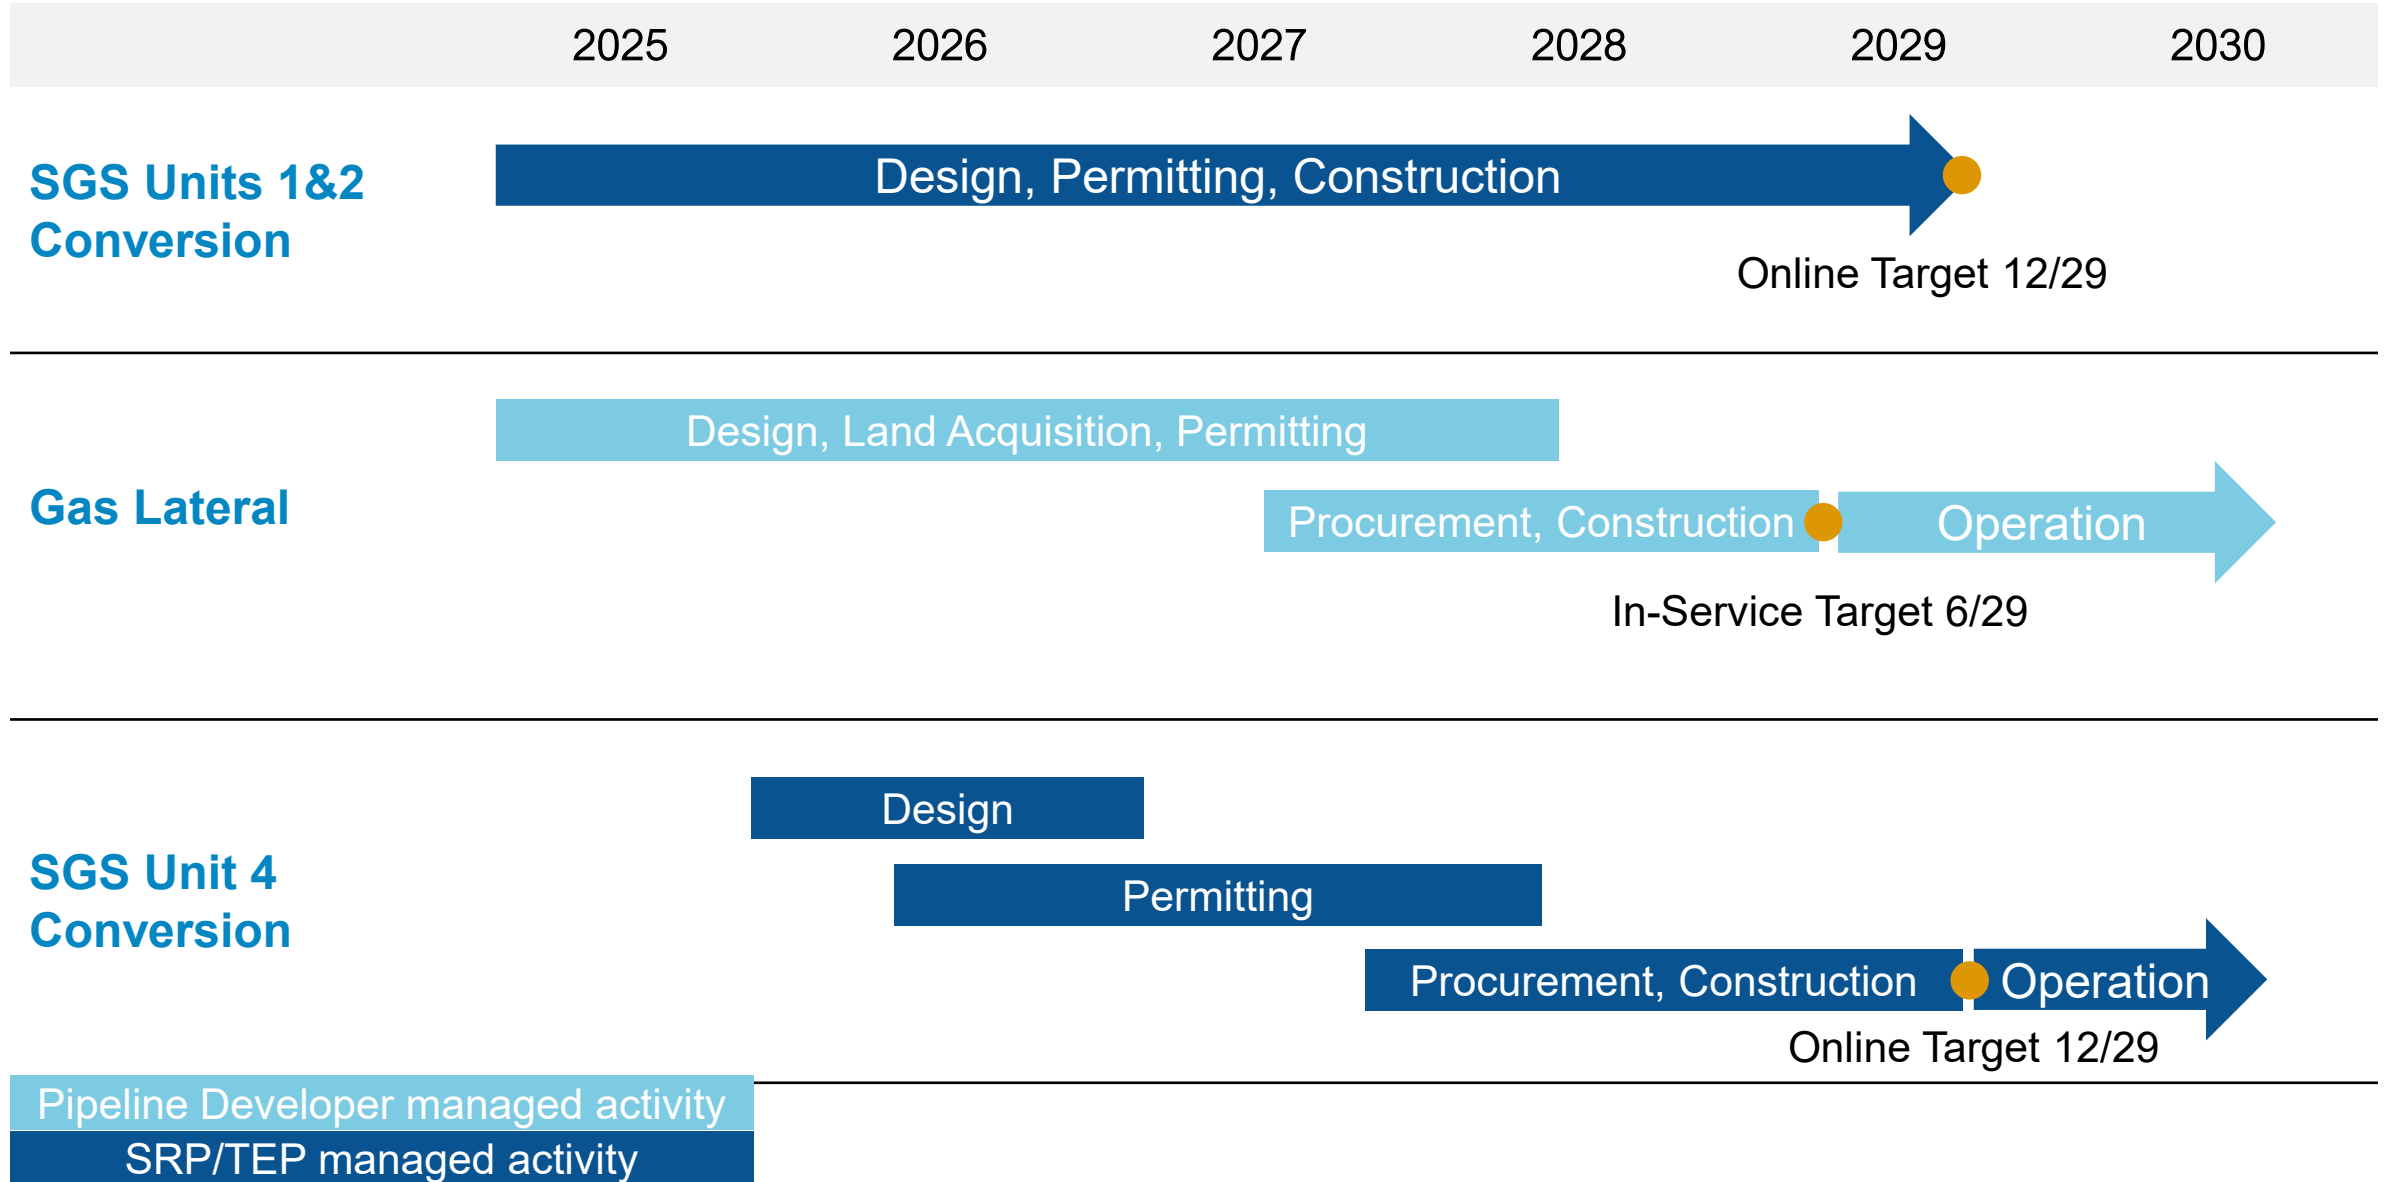 2025 2026 2027 2028 2029 2030
Design, Permitting, Construction
SGS Units 1&2
Conversion
Online Target 12/29
Design, Land Acquisition, Permitting
Gas Lateral
Procurement, Construction
Operation
In-Service Target 6/29
Design
SGS Unit 4
Conversion
Permitting
Procurement, Construction
Operation
Online Target 12/29
Pipeline Developer managed activity
SRP/TEP managed activity